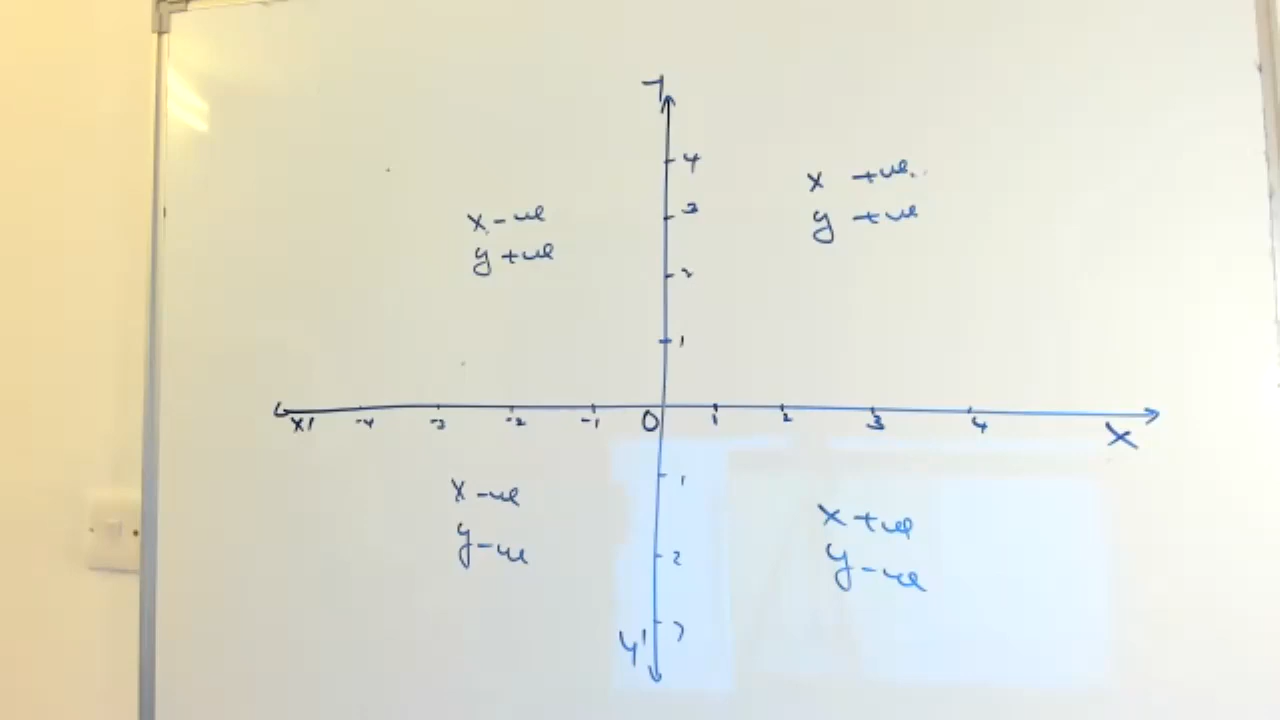 Y
4
x +ve.
3
y +ve
x -ve
y +ve
2
1
X' -4 -3 -2 -1 O 1 2 3 4 X
1
x -ve
y -ve
x +ve
y -ve
2
3
Y'